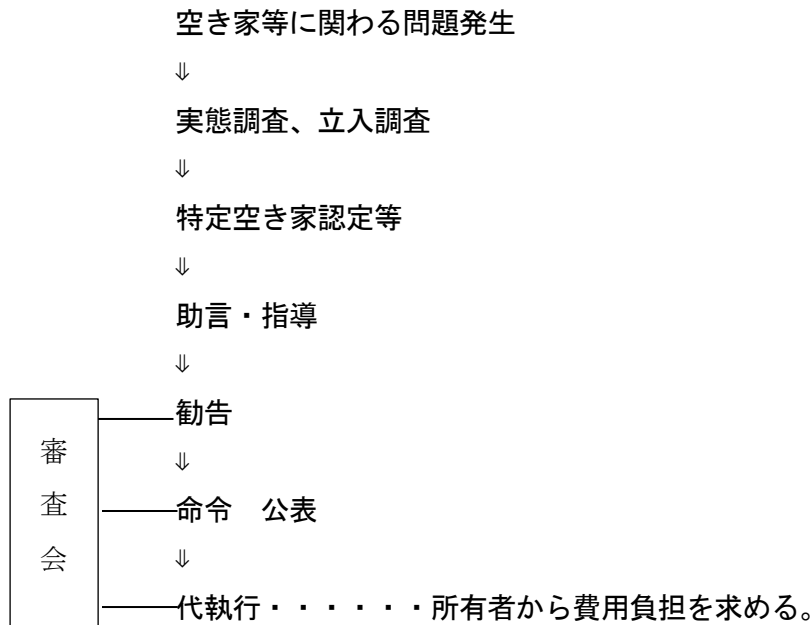 空き家等に関わる問題発生
⇓
実態調査、立入調査
⇓
特定空き家認定等
⇓
助言・指導
⇓
勧告
⇓
命令　公表
⇓
代執行・・・・・・所有者から費用負担を求める。
審査会